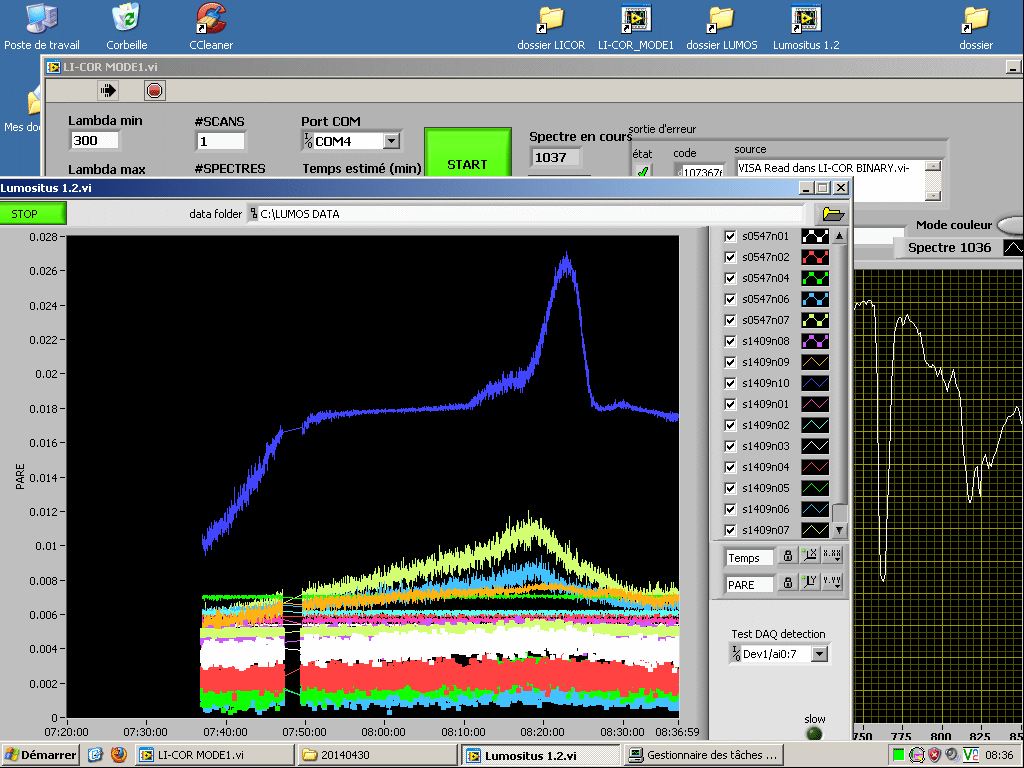 Poste de travail
Corbeille
CCleaner
dossier LICOR
LI-COR_MODE1
dossier LUMOS
Lumositus 1.2
dossier
LI-COR MODE1.vi
Lambda min
#SCANS
Port COM
300
1
COM4
Lambda max
#SPECTRES
Temps estimé (min)
START
Spectre en cours
1037
sortie d'erreur
état
code
source
107367
VISA Read dans LI-COR BINARY.vi-
Lumositus 1.2.vi
STOP
data folder
C:\LUMOS DATA
Mode couleur
Spectre 1036
0.028
0.026
0.024
0.022
0.02
0.018
0.016
0.014
0.012
0.01
0.008
0.006
0.004
0.002
0
PARE
07:20:00
07:30:00
07:40:00
07:50:00
08:00:00
08:10:00
08:20:00
08:30:00
08:36:59
s0547n01
s0547n02
s0547n04
s0547n06
s0547n07
s1409n08
s1409n09
s1409n10
s1409n01
s1409n02
s1409n03
s1409n04
s1409n05
s1409n06
s1409n07
Temps
PARE
Test DAQ detection
Dev1/ai0:7
slow
750
775
800
825
85
Mes do
Démarrer
LI-COR MODE1.vi
20140430
Lumositus 1.2.vi
Gestionnaire des tâches ...
08:36